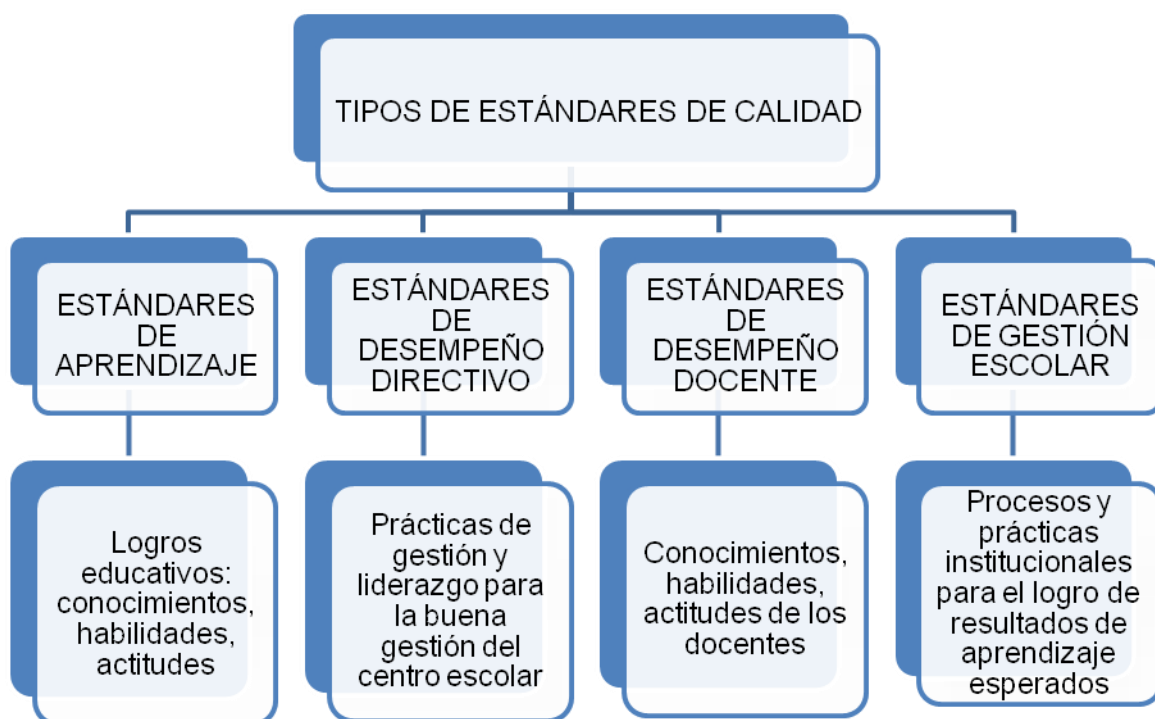 TIPOS DE ESTÁNDARES DE CALIDAD
ESTÁNDARES
DE
APRENDIZAJE
ESTÁNDARES
DE
DESEMPEÑO
DIRECTIVO
ESTÁNDARES
DE
DESEMPEÑO
DOCENTE
ESTÁNDARES
DE GESTIÓN
ESCOLAR
Logros
educativos:
conocimientos,
habilidades,
actitudes
Prácticas de
gestión y
liderazgo para
la buena
gestión del
centro escolar
Conocimientos,
habilidades,
actitudes de los
docentes
Procesos y
prácticas
institucionales
para el logro de
resultados de
aprendizaje
esperados